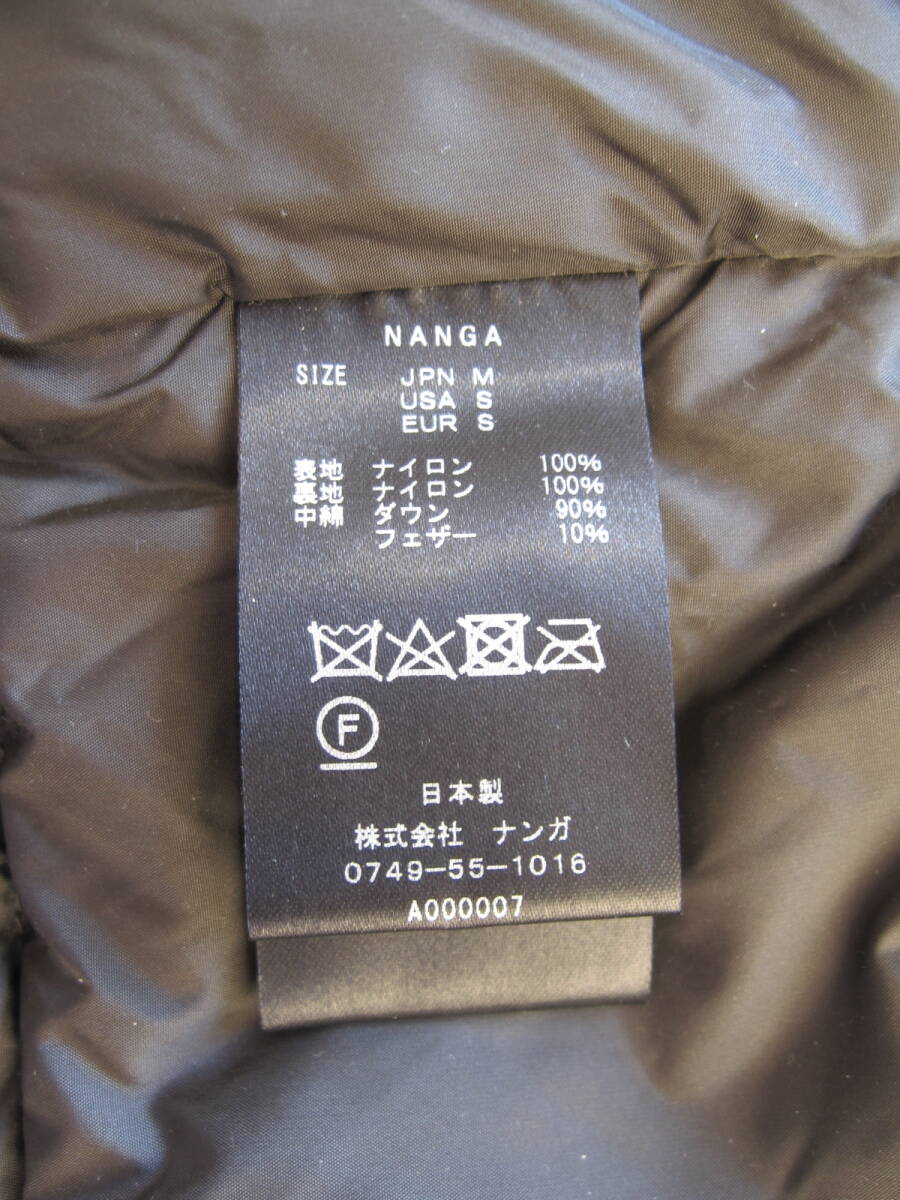 NANGA
SIZE JPN M
USA S
EUR S
表地 ナイロン 100%
裏地 ナイロン 100%
中綿 ダウン 90%
フェザー 10%
F
日本製
株式会社 ナンガ
0749-55-1016
A000007